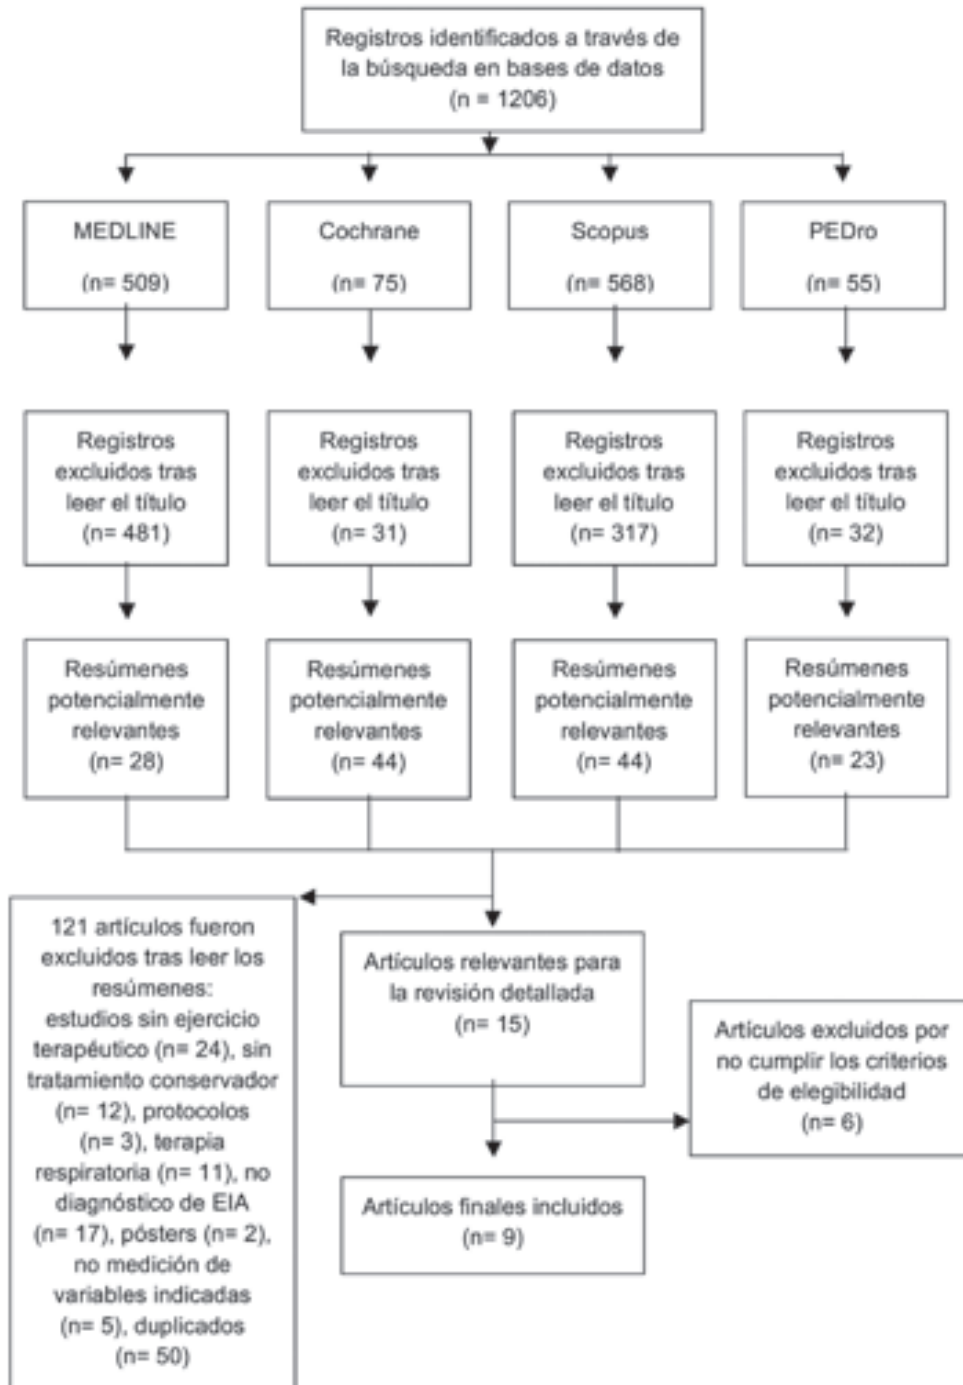 Registros identificados a través de
la búsqueda en bases de datos
(n = 1206)
MEDLINE
(n= 509)
Cochrane
(n= 75)
Scopus
(n= 568)
PEDro
(n= 55)
Registros
excluidos tras
leer el título
(n= 481)
Registros
excluidos tras
leer el título
(n= 31)
Registros
excluidos tras
leer el título
(n= 317)
Registros
excluidos tras
leer el título
(n= 32)
Resúmenes
potencialmente
relevantes
(n= 28)
Resúmenes
potencialmente
relevantes
(n= 44)
Resúmenes
potencialmente
relevantes
(n= 44)
Resúmenes
potencialmente
relevantes
(n= 23)
121 artículos fueron
excluidos tras leer los
resúmenes:
estudios sin ejercicio
terapéutico (n= 24), sin
tratamiento conservador
(n= 12), protocolos
(n= 3), terapia
respiratoria (n= 11), no
diagnóstico de EIA
(n= 17), pósters (n= 2),
no medición de
variables indicadas
(n= 5), duplicados
(n= 50)
Artículos relevantes para
la revisión detallada
(n= 15)
Artículos excluidos por
no cumplir los criterios
de elegibilidad
(n= 6)
Artículos finales incluidos
(n= 9)